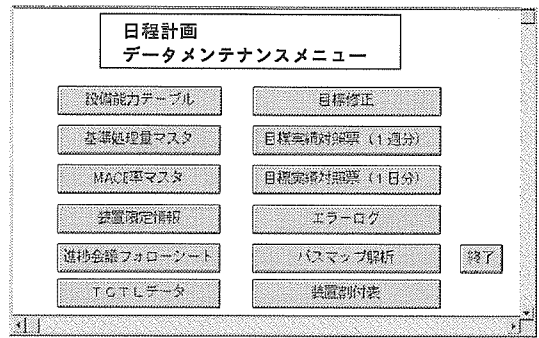 日程計画
データメンテナンスメニュー
設備能力テーブル
目標修正
基準処理量マスタ
目標実績対照票（1週分）
MACE率マスタ
目標実績対照票（1日分）
装置限定情報
エラーログ
進捗会議フォローシート
パスマップ解析
終了
TCTLデータ
装置割付表